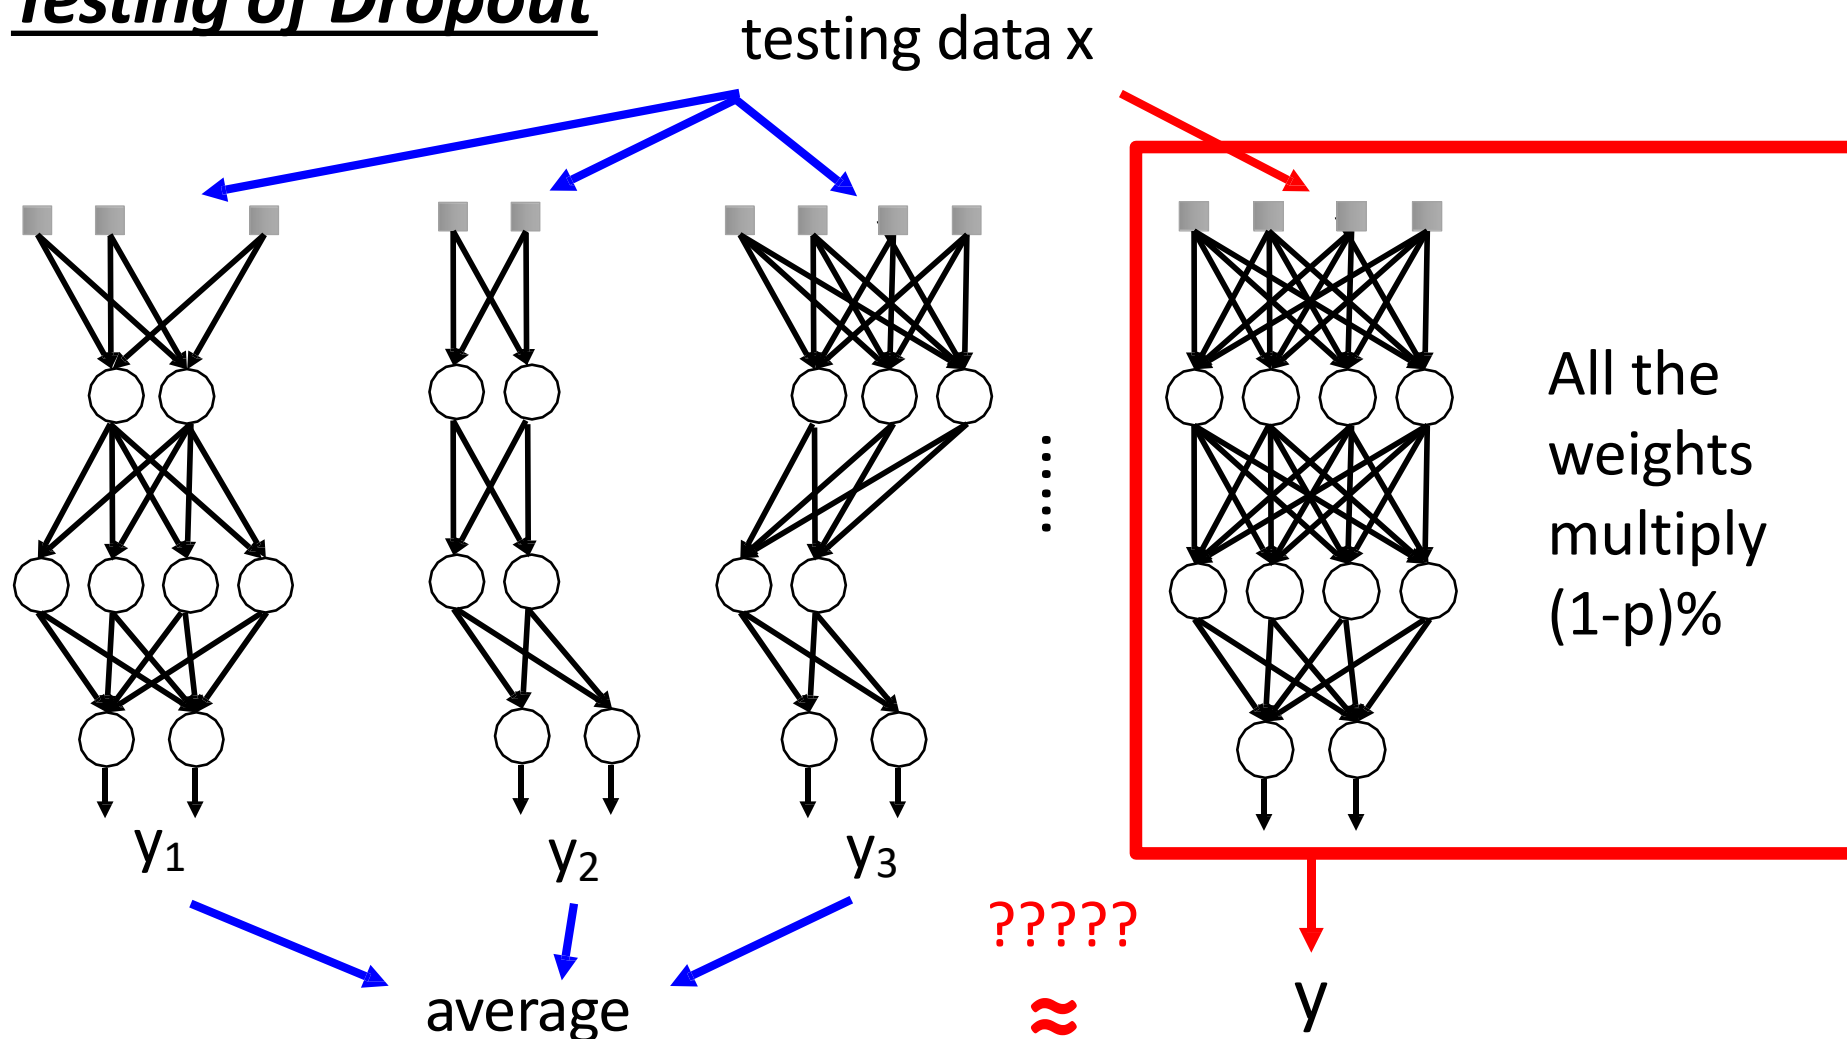 Testing of Dropout
testing data x
All the
weights
multiply
(1-p)%
......
y1
y2
y3
?????
average
≈
y